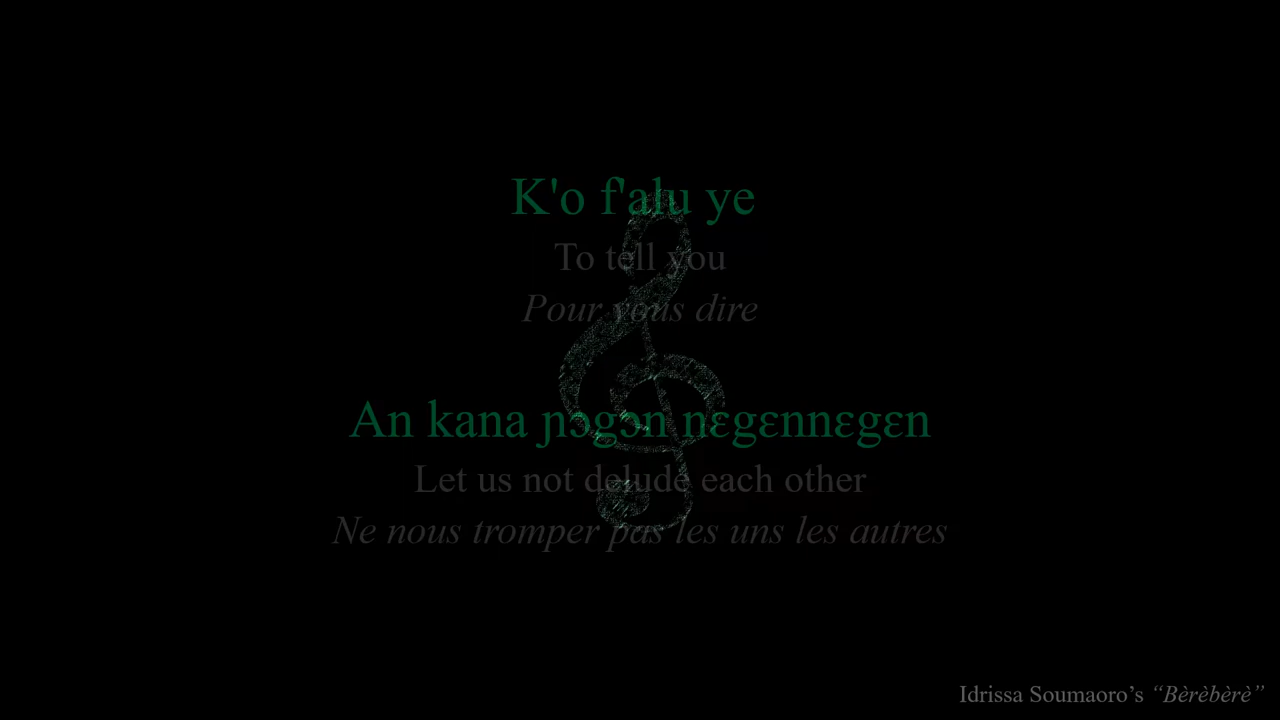 K'o f'alu ye
To tell you
Pour vous dire
An kana ɲɔgɔn nɛgɛnnɛgɛn
Let us not delude each other
Ne nous tromper pas les uns les autres
Idrissa Soumaoro’s “Bèrèbèrè”